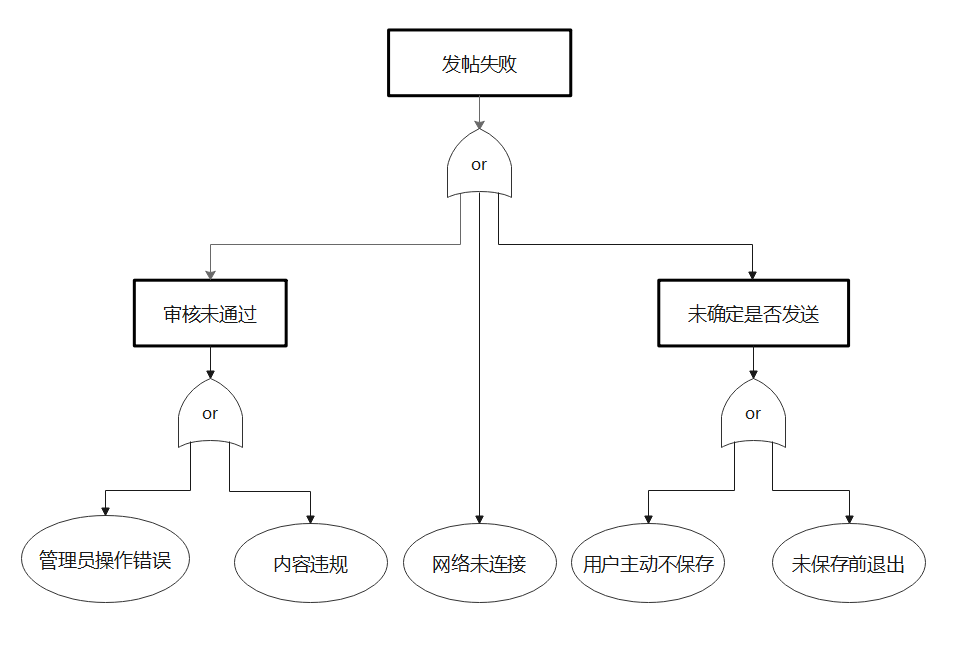 发帖失败
or
审核未通过
未确定是否发送
or
or
管理员操作错误
内容违规
网络未连接
用户主动不保存
未保存前退出